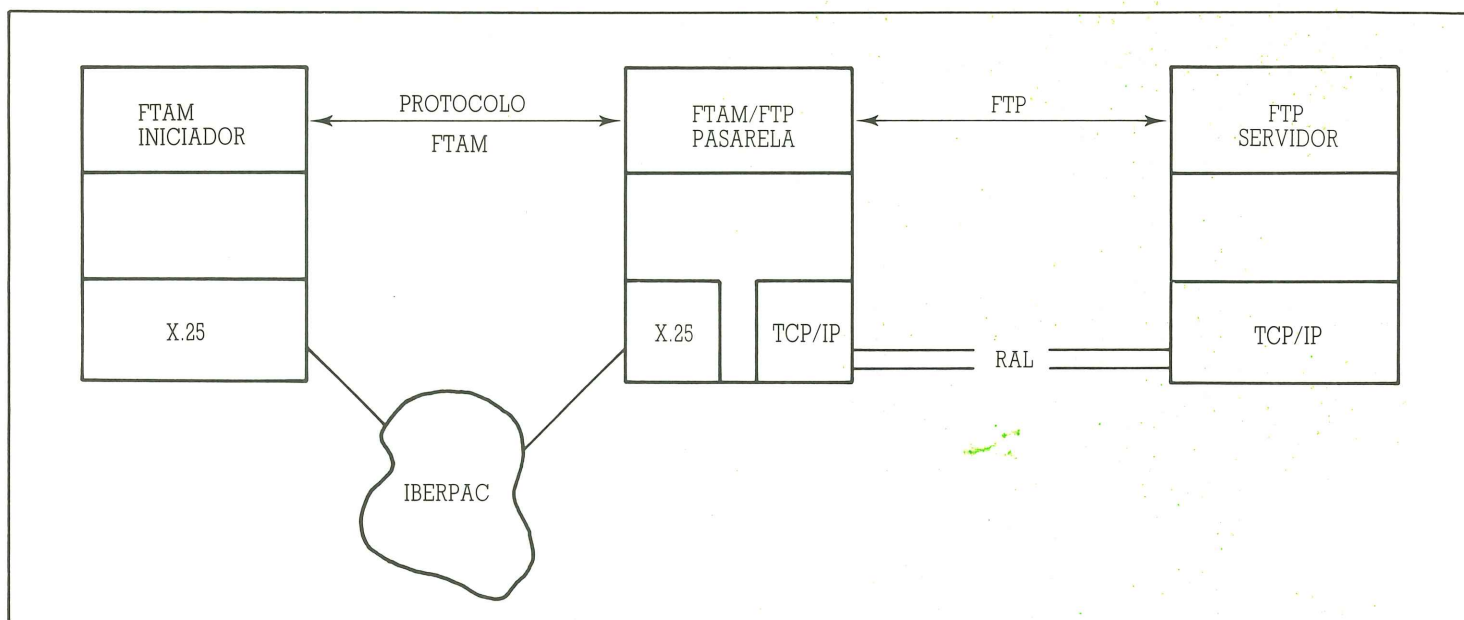 FTAM
INICIADOR
PROTOCOLO
FTAM
FTAM/FTP
PASARELA
FTP
FTP
SERVIDOR
X.25
X.25
TCP/IP
RAL
TCP/IP
IBERPAC